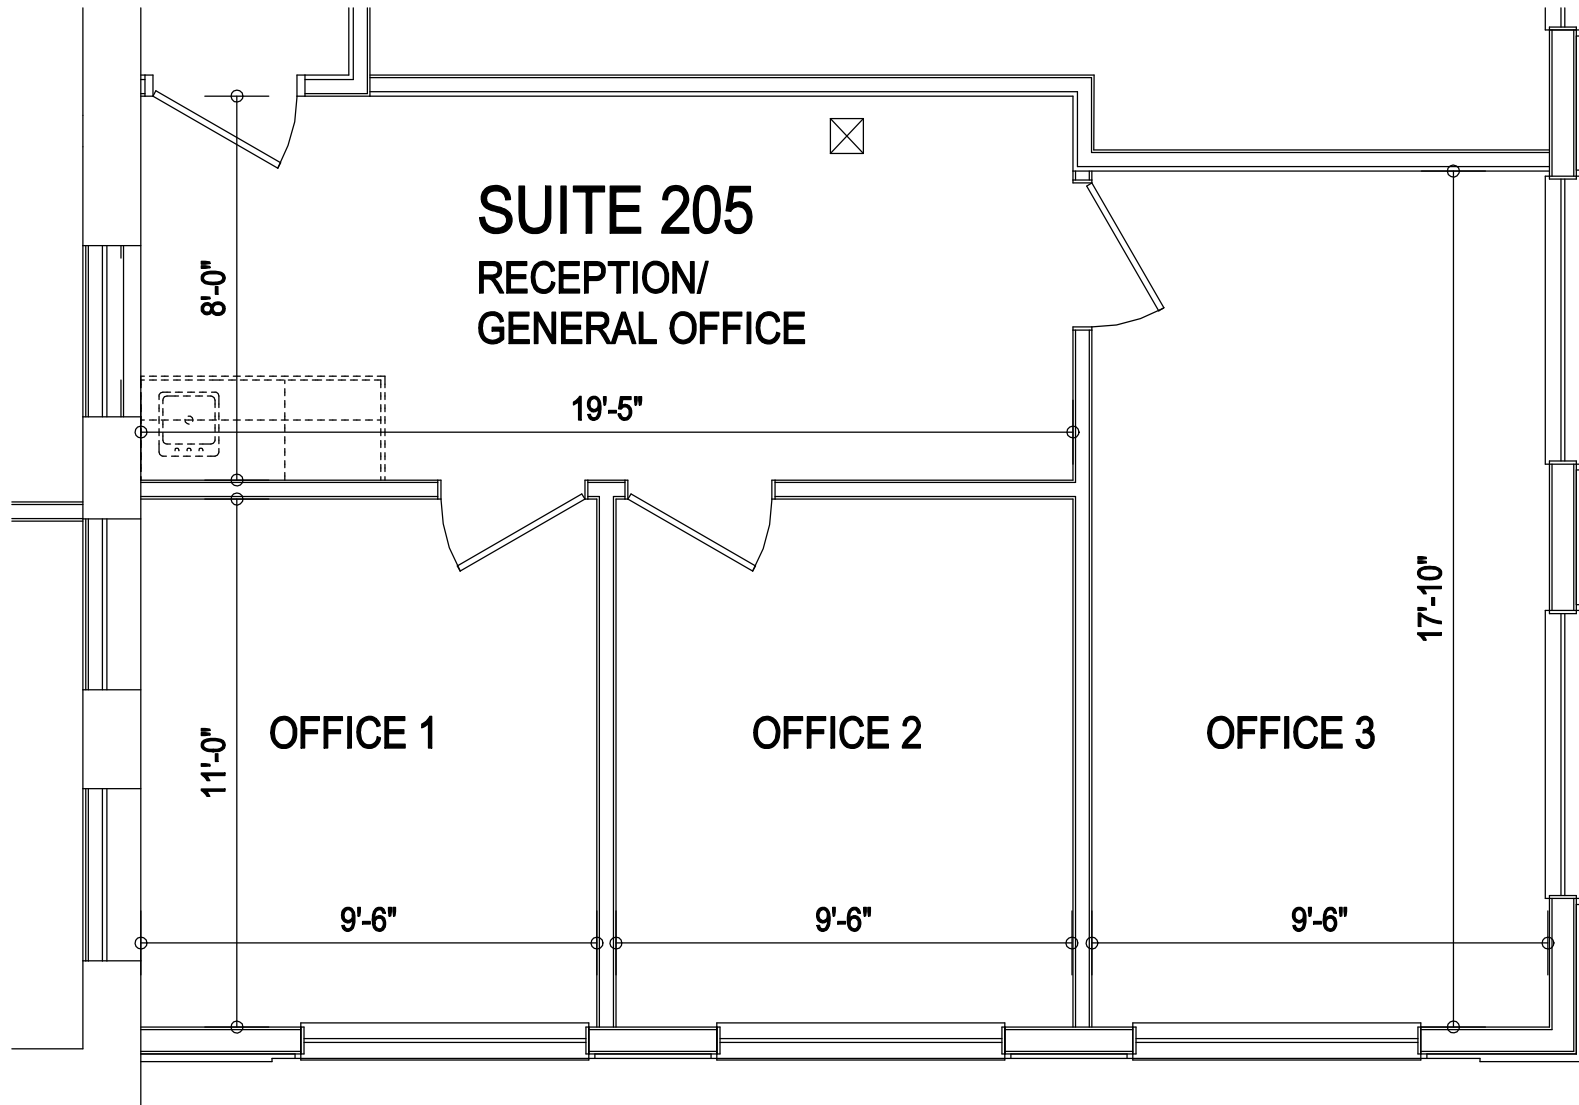 SUITE 205
RECEPTION/
GENERAL OFFICE
8'-0"
19'-5"
17'-10"
OFFICE 1
OFFICE 2
OFFICE 3
11'-0"
9'-6"
9'-6"
9'-6"